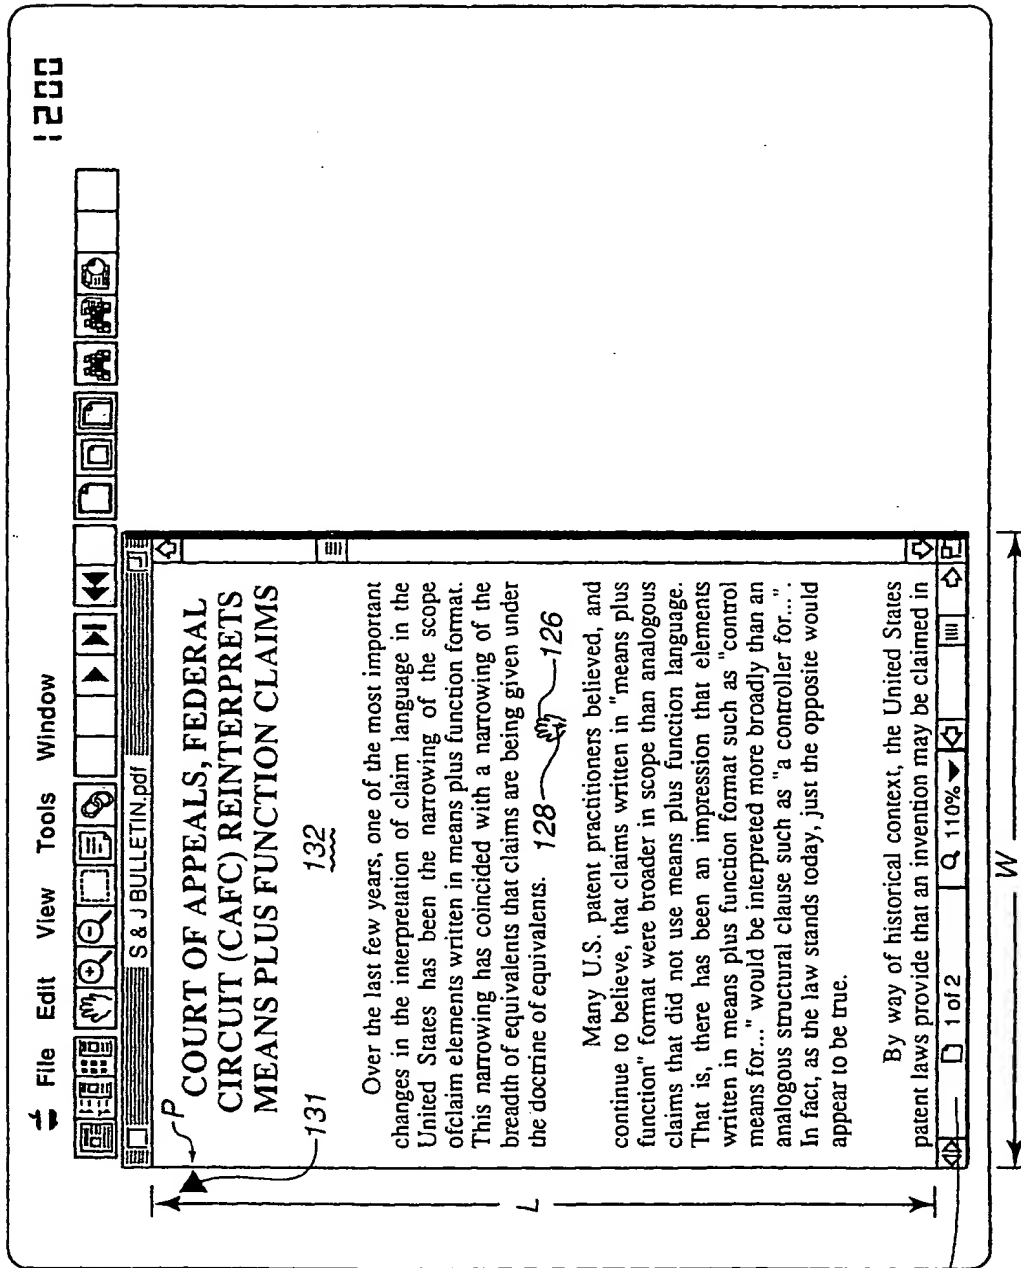 File Edit View Tools Window
1200
S & J BULLETIN.pdf
P
COURT OF APPEALS, FEDERAL
CIRCUIT (CAFC) REINTERPRETS
MEANS PLUS FUNCTION CLAIMS
131
132
Over the last few years, one of the most important
changes in the interpretation of claim language in the
United States has been the narrowing of the scope
ofclaim elements written in means plus function format.
This narrowing has coincided with a narrowing of the
breadth of equivalents that claims are being given under
the doctrine of equivalents.
128
126
Many U.S. patent practitioners believed, and
continue to believe, that claims written in "means plus
function" format were broader in scope than analogous
claims that did not use means plus function language.
That is, there has been an impression that elements
written in means plus function format such as "control
means for..." would be interpreted more broadly than an
analogous structural clause such as "a controller for...".
In fact, as the law stands today, just the opposite would
appear to be true.
By way of historical context, the United States
patent laws provide that an invention may be claimed in
1 of 2
110%
L
W